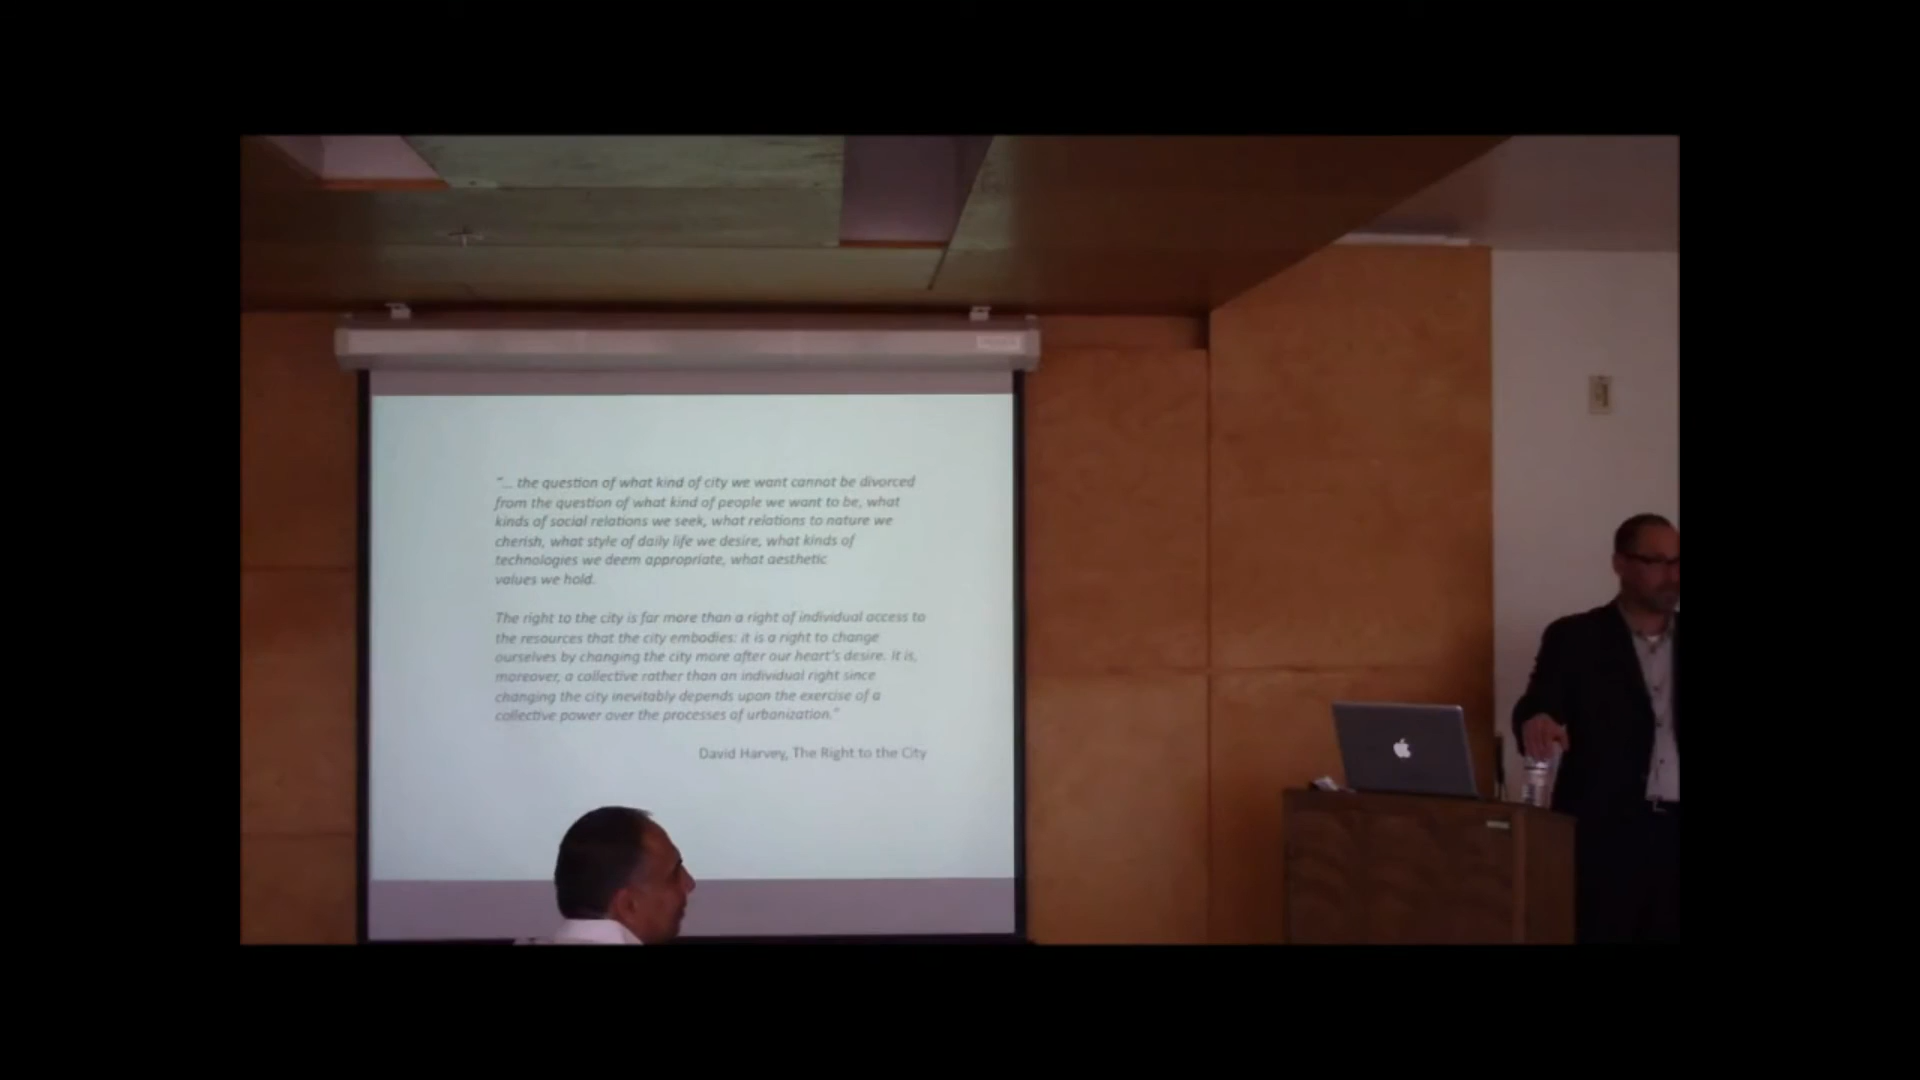 "... the question of what kind of city we want cannot be divorced
from the question of what kind of people we want to be, what
kinds of social relations we seek, what relations to nature we
cherish, what style of daily life we desire, what kinds of
technologies we deem appropriate, what aesthetic
values we hold.
The right to the city is far more than a right of individual access to
the resources that the city embodies: it is a right to change
ourselves by changing the city more after our heart's desire. It is,
moreover, a collective rather than an individual right since
changing the city inevitably depends upon the exercise of a
collective power over the processes of urbanization."
David Harvey, The Right to the City